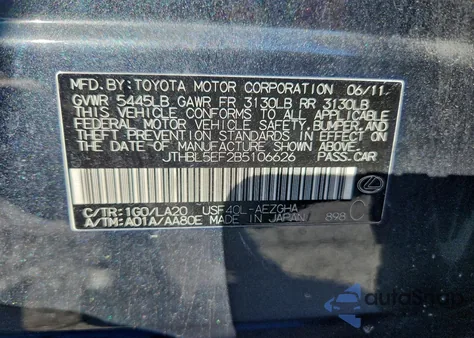 MFD. BY: TOYOTA MOTOR CORPORATION 06/11
GVWR 5445LB GAWR FR 3130LB RR 3130LB
THIS VEHICLE CONFORMS TO ALL APPLICABLE
FEDERAL MOTOR VEHICLE SAFETY, BUMPER, AND
THEFT PREVENTION STANDARDS IN EFFECT ON
THE DATE OF MANUFACTURE SHOWN ABOVE.
JTHBL5EF2B5106626 PASS.CAR
C/TR: 1G0/LA20 USF40L-AEZGHA
A/TM: A01A/AA80E MADE IN JAPAN 898 C
autoSnap